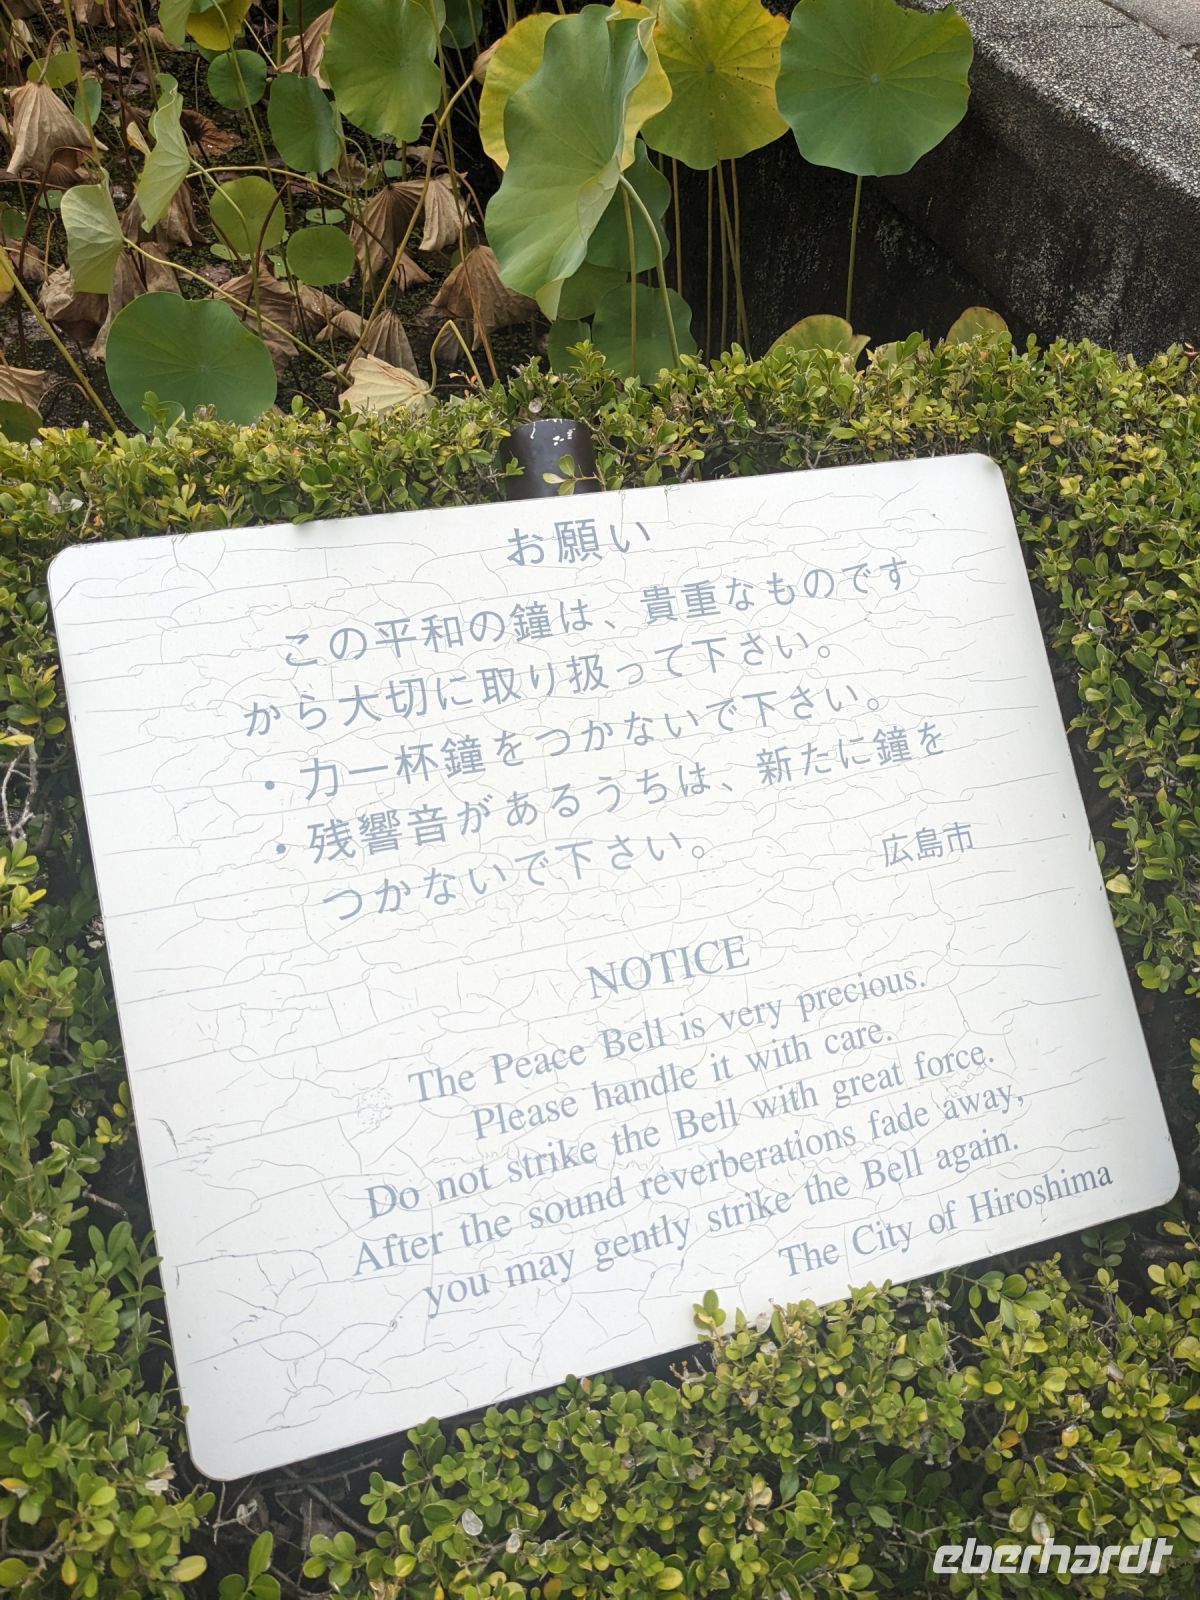 お願い
この平和の鐘は、貴重なものです
から大切に取り扱って下さい。
・力一杯鐘をつかないで下さい。
・残響音があるうちは、新たに鐘を
つかないで下さい。
広島市
NOTICE
The Peace Bell is very precious.
Please handle it with care.
Do not strike the Bell with great force.
After the sound reverberations fade away,
you may gently strike the Bell again.
The City of Hiroshima
eberhardt